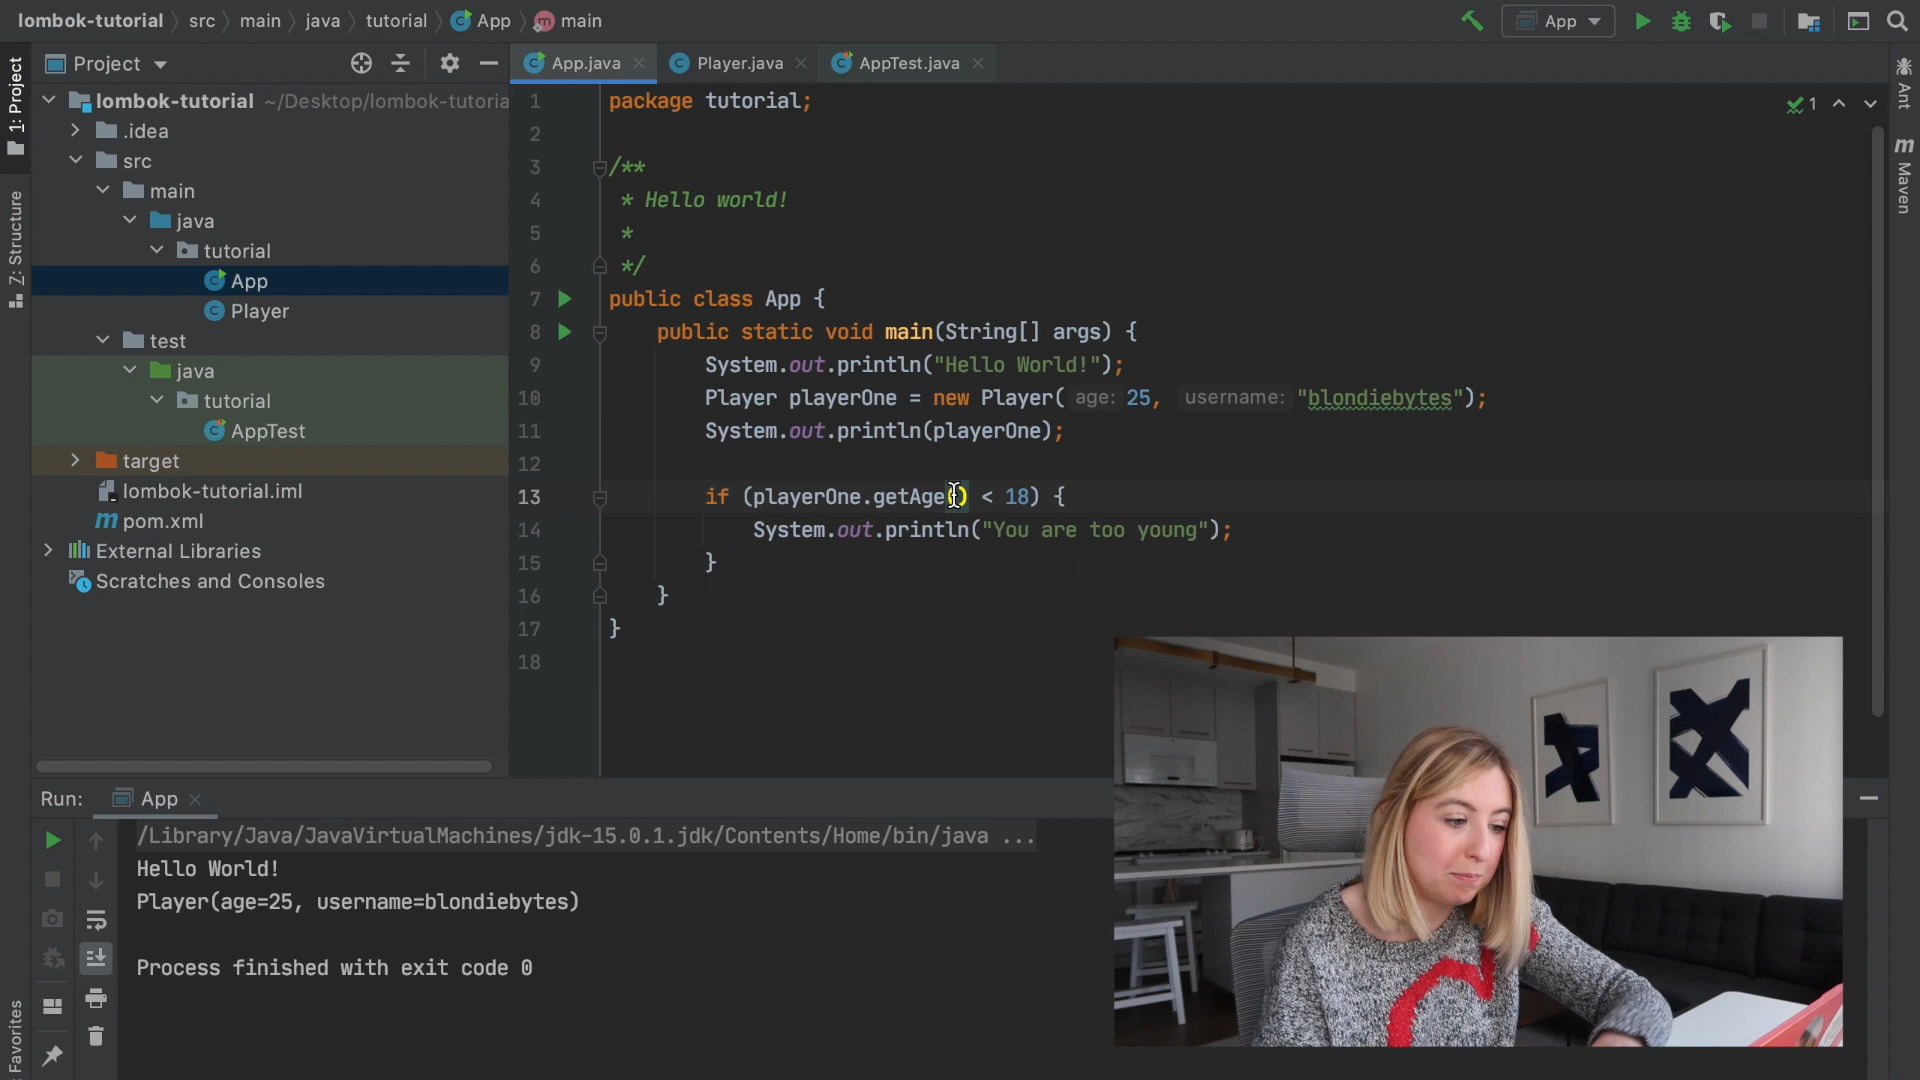 lombok-tutorial src main java tutorial App main
App
Project
App.java Player.java AppTest.java
1: Project
Z: Structure
Favorites
Ant
Maven
lombok-tutorial ~/Desktop/lombok-tutoria
.idea
src
main
java
tutorial
App
Player
test
java
tutorial
AppTest
target
lombok-tutorial.iml
pom.xml
External Libraries
Scratches and Consoles
1
1 package tutorial;
2
3 /**
4 * Hello world!
5 *
6 */
7 public class App {
8 public static void main(String[] args) {
9 System.out.println("Hello World!");
10 Player playerOne = new Player( age: 25, username: "blondiebytes");
11 System.out.println(playerOne);
12
13 if (playerOne.getAge() < 18) {
14 System.out.println("You are too young");
15 }
16 }
17 }
18
Run: App
/Library/Java/JavaVirtualMachines/jdk-15.0.1.jdk/Contents/Home/bin/java ...
Hello World!
Player(age=25, username=blondiebytes)
Process finished with exit code 0